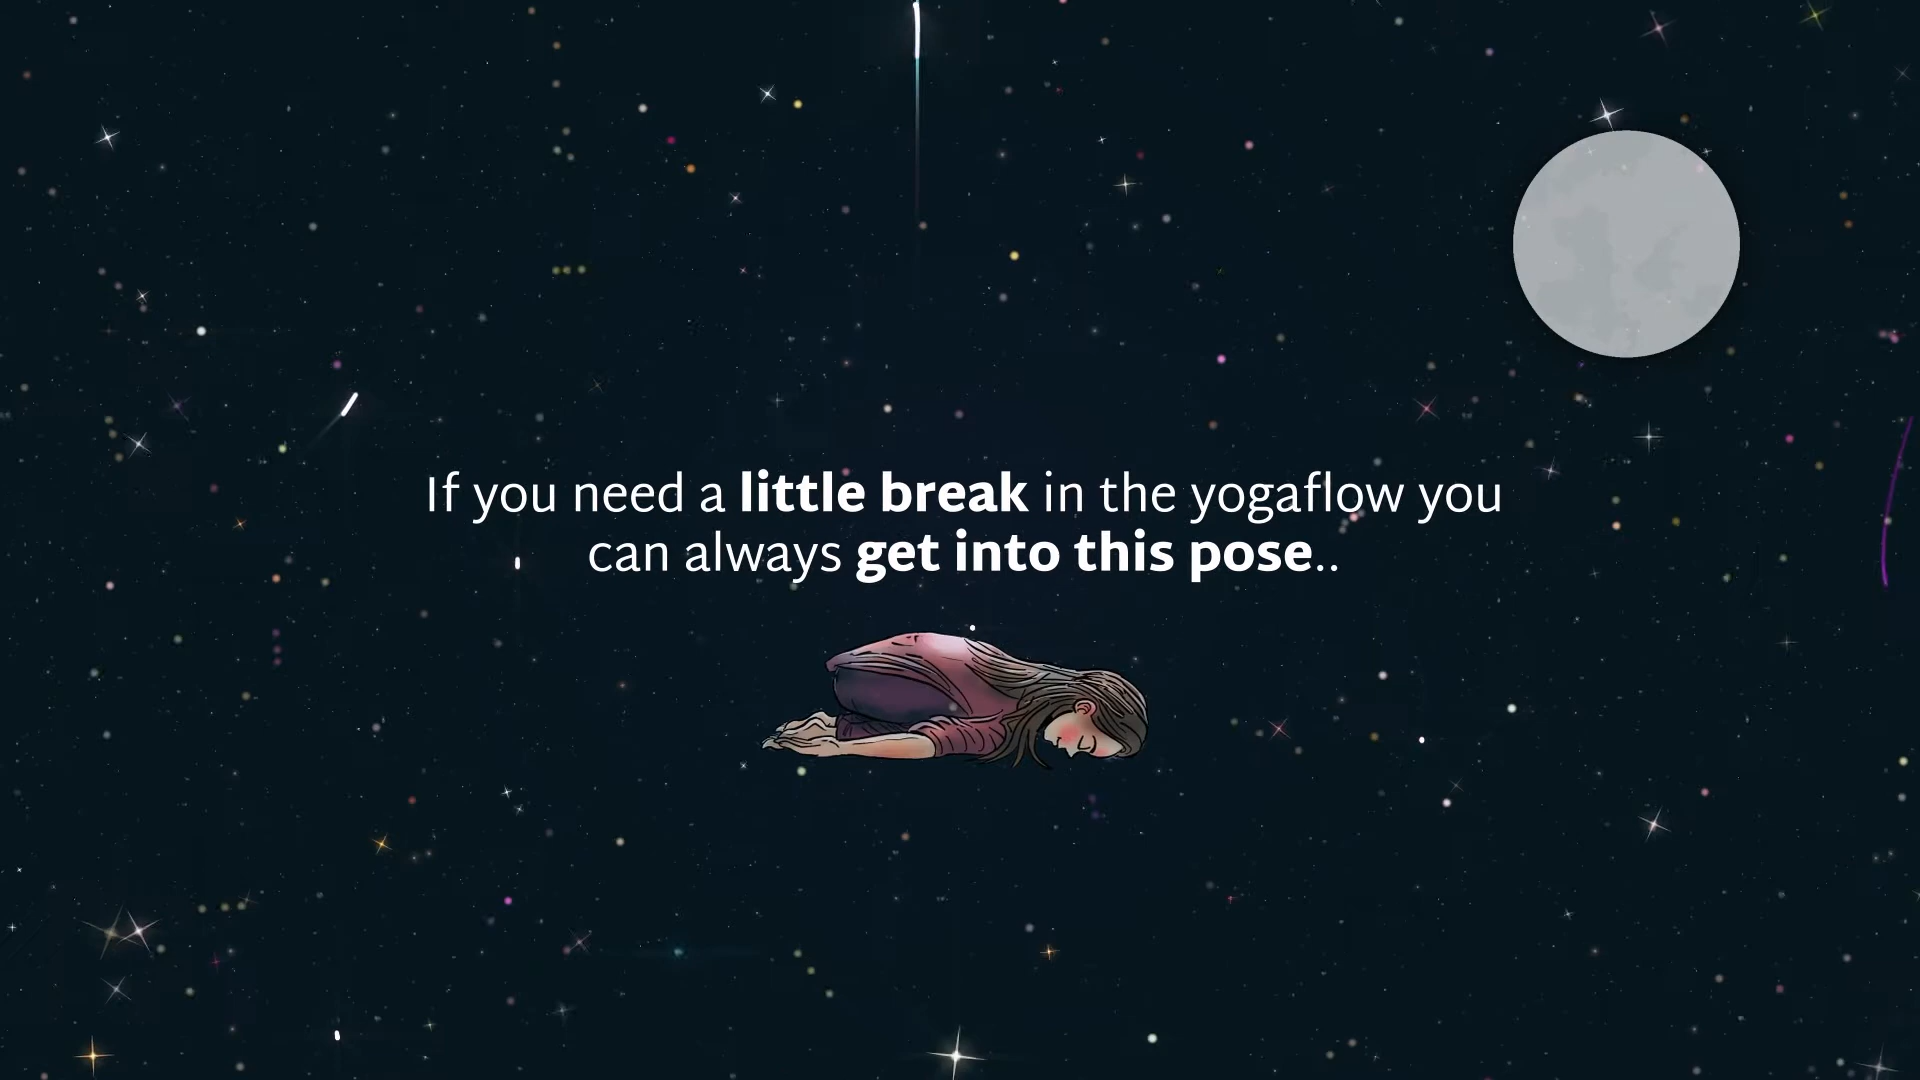 If you need a little break in the yogaflow you
can always get into this pose..